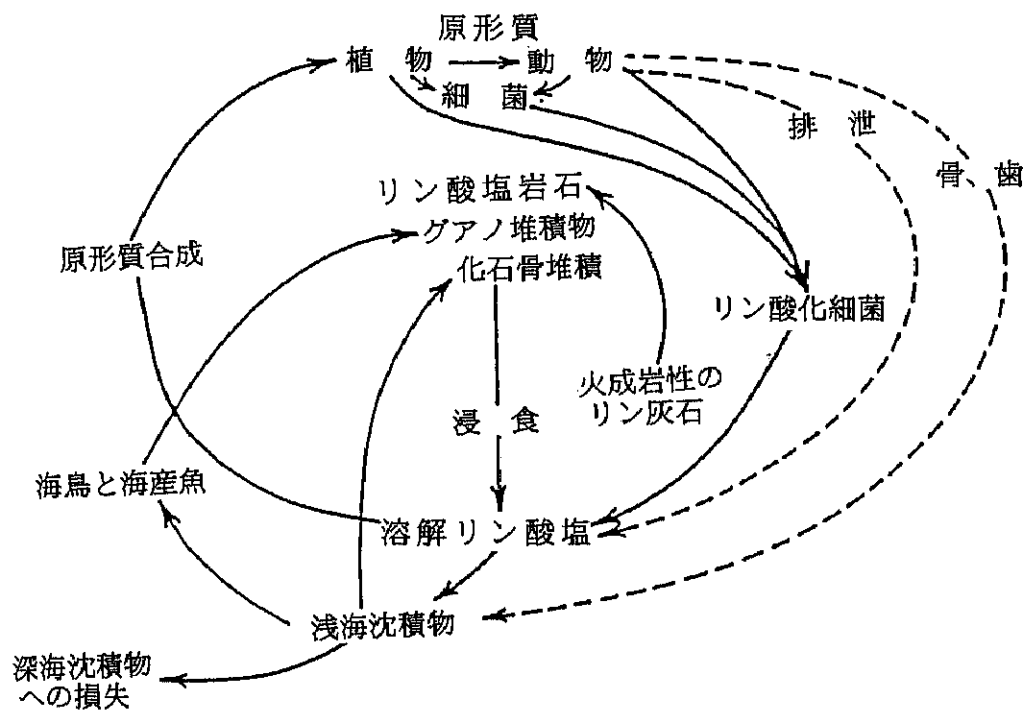 原形質
植物 動物
細菌
排泄
骨、歯
リン酸塩岩石
グアノ堆積物
化石骨堆積
原形質合成
リン酸化細菌
火成岩性の
リン灰石
浸食
海鳥と海産魚
溶解リン酸塩
浅海沈積物
深海沈積物
への損失